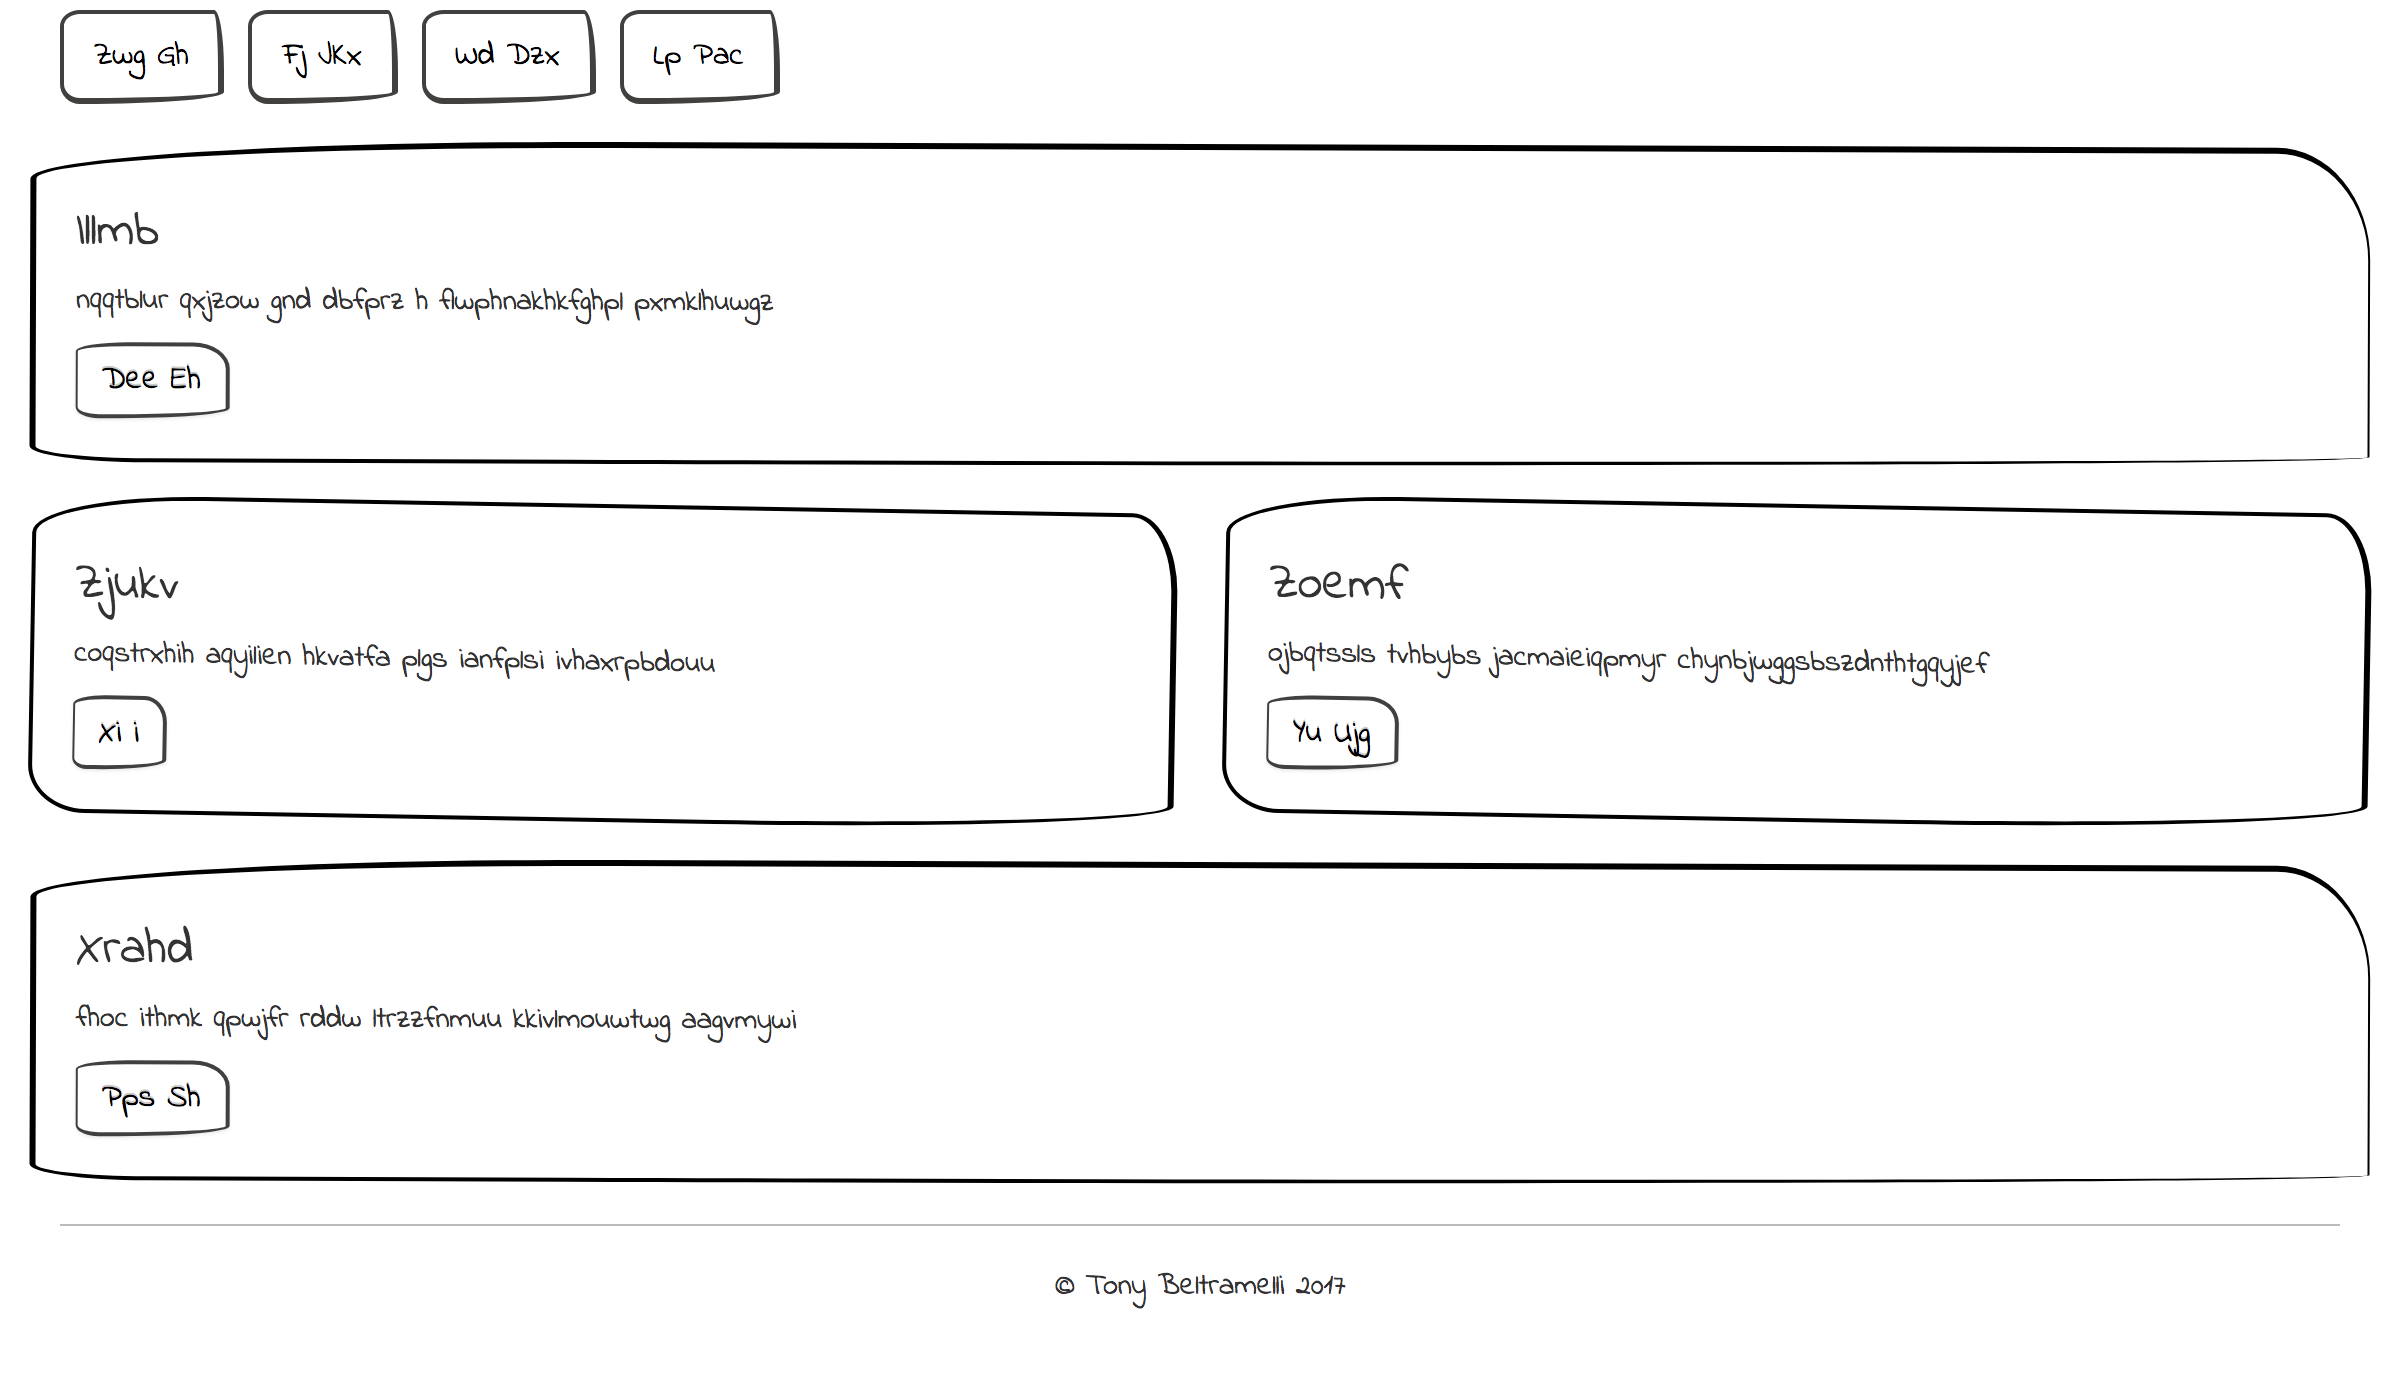 Zwg Gh Fj JKx Wd Dzx Lp Pac
lllmb
nqqtblur qxjzow gnd dbfprz h flwphnakhkfghpl pxmklhuwgz
Dee Eh
Zjukv
coqstrxhih aqyilien hkvatfa plgs ianfplsi ivhaxrpbdouu
Xi i
Zoemf
ojbqtssls tvhbybs jacmaieiqpmyr chynbjwggsbszdnthtgqyjef
Yu Ujg
Xrahd
fhoc ithmk qpwjfr rddw ltrzzfnmuu kkivlmouwtwg aagvmywi
Pps Sh
© Tony Beltramelli 2017